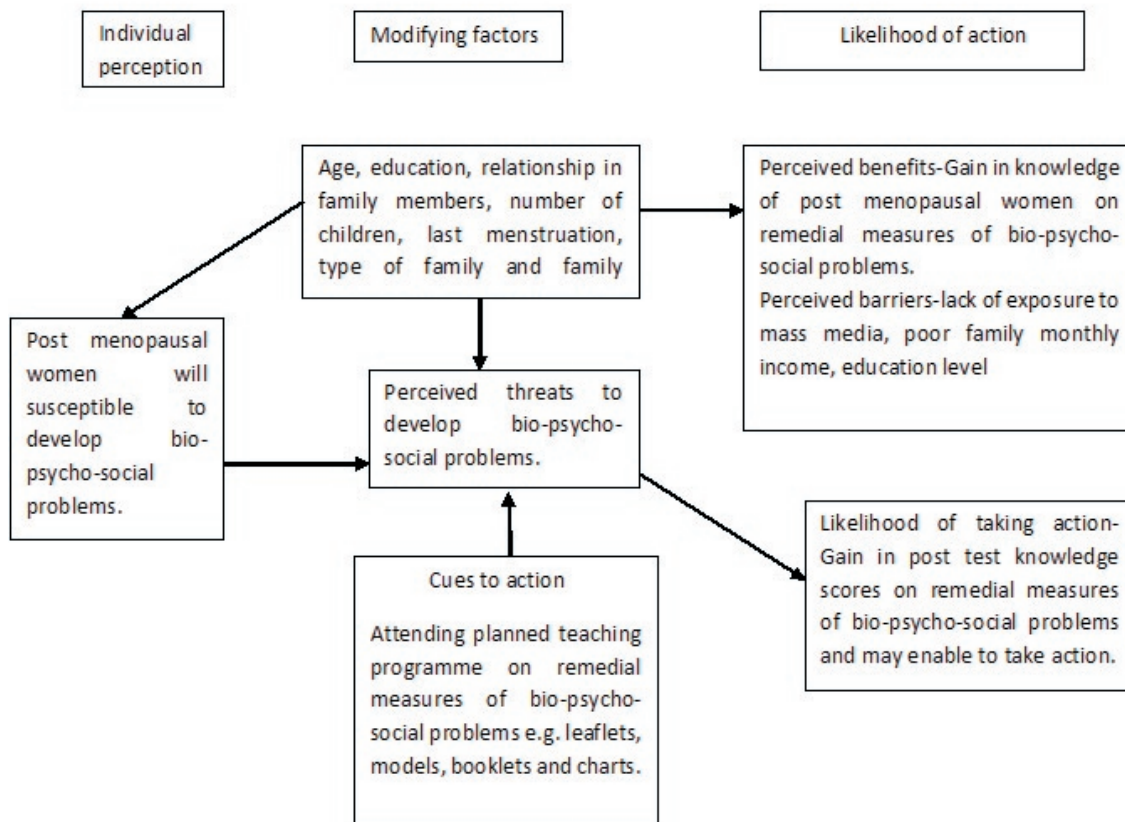 Individual
perception
Modifying factors
Likelihood of action
Age, education, relationship in
family members, number of
children, last menstruation,
type of family and family
Perceived benefits-Gain in knowledge
of post menopausal women on
remedial measures of bio-psycho-
social problems.
Perceived barriers-lack of exposure to
mass media, poor family monthly
income, education level
Post menopausal
women will
susceptible to
develop bio-
psycho-social
problems.
Perceived threats to
develop bio-psycho-
social problems.
Likelihood of taking action-
Gain in post test knowledge
scores on remedial measures
of bio-psycho-social problems
and may enable to take action.
Cues to action
Attending planned teaching
programme on remedial
measures of bio-psycho-
social problems e.g. leaflets,
models, booklets and charts.